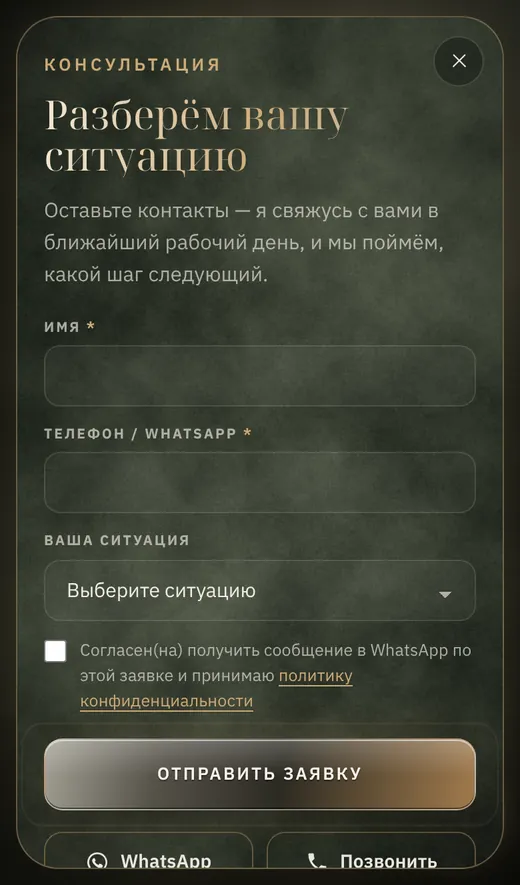 КОНСУЛЬТАЦИЯ
Разберём вашу
ситуацию
Оставьте контакты — я свяжусь с вами в
ближайший рабочий день, и мы поймём,
какой шаг следующий.
ИМЯ *
ТЕЛЕФОН / WHATSAPP *
ВАША СИТУАЦИЯ
Выберите ситуацию
Согласен(на) получить сообщение в WhatsApp по
этой заявке и принимаю политику
конфиденциальности
ОТПРАВИТЬ ЗАЯВКУ
WhatsApp Позвонить